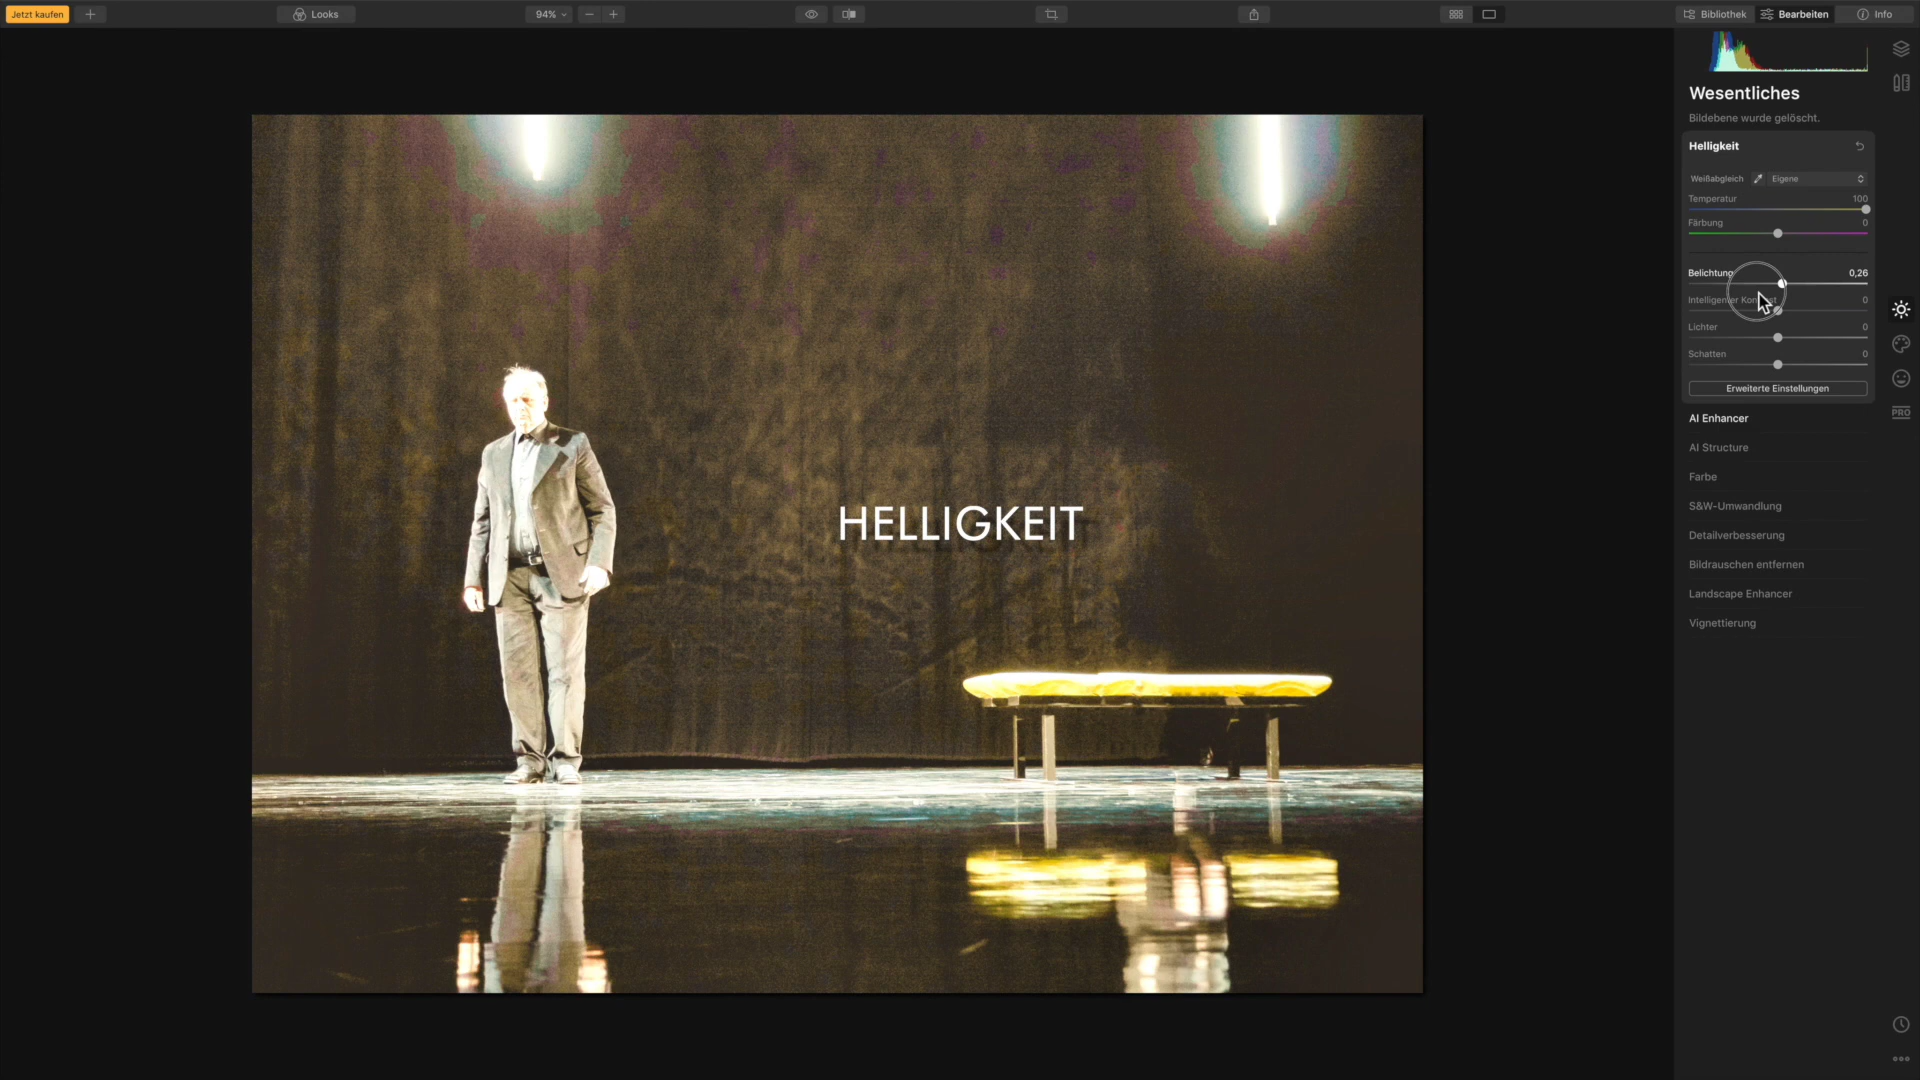 Jetzt kaufen
Looks
94%
Bibliothek
Bearbeiten
Info
Wesentliches
Bildebene wurde gelöscht.
Helligkeit
Weißabgleich Eigene
Temperatur 100
Färbung 0
Belichtung 0,26
Intelligenter Kontrast 0
Lichter 0
Schatten 0
Erweiterte Einstellungen
AI Enhancer
AI Structure
Farbe
S&W-Umwandlung
Detailverbesserung
Bildrauschen entfernen
Landscape Enhancer
Vignettierung
PRO
HELLIGKEIT